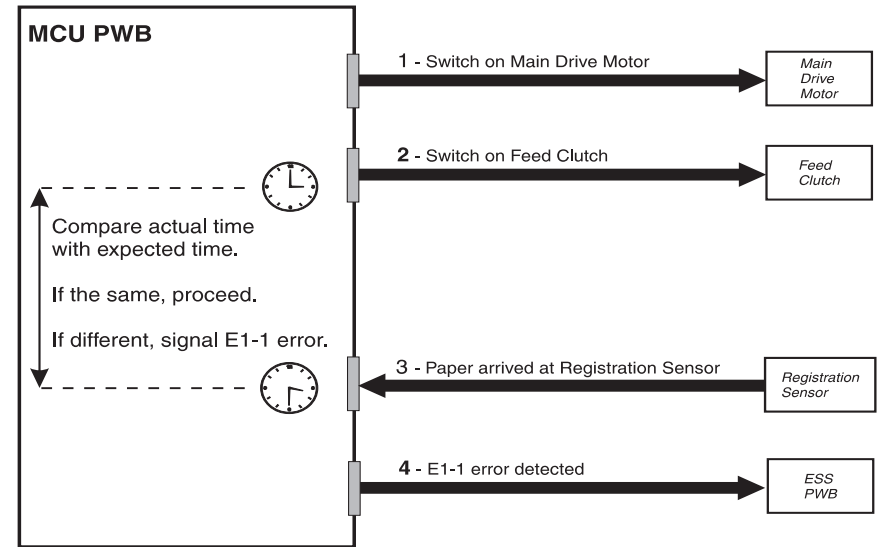 MCU PWB
1 - Switch on Main Drive Motor
Main
Drive
Motor
2 - Switch on Feed Clutch
Feed
Clutch
Compare actual time
with expected time.
If the same, proceed.
If different, signal E1-1 error.
3 - Paper arrived at Registration Sensor
Registration
Sensor
4 - E1-1 error detected
ESS
PWB